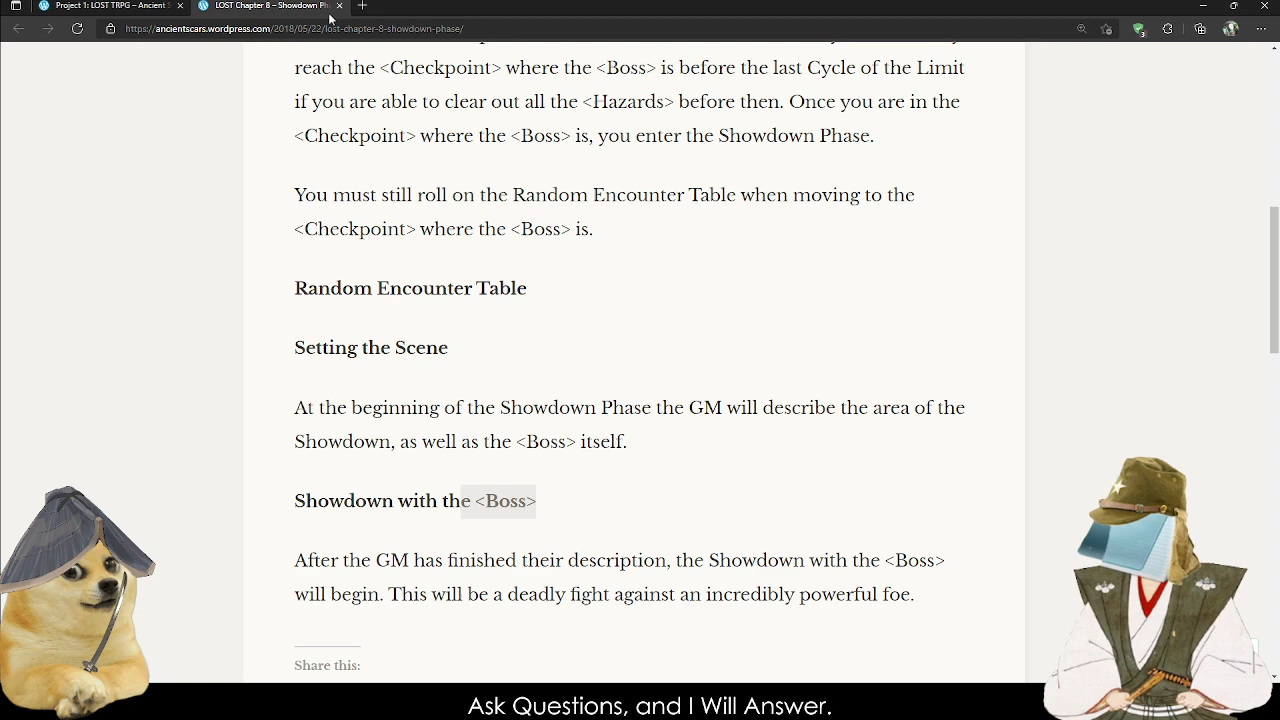 Project 1: LOST TRPG – Ancient S
LOST Chapter 8 – Showdown Pha
https://ancientscars.wordpress.com/2018/05/22/lost-chapter-8-showdown-phase/
reach the <Checkpoint> where the <Boss> is before the last Cycle of the Limit
if you are able to clear out all the <Hazards> before then. Once you are in the
<Checkpoint> where the <Boss> is, you enter the Showdown Phase.
You must still roll on the Random Encounter Table when moving to the
<Checkpoint> where the <Boss> is.
Random Encounter Table
Setting the Scene
At the beginning of the Showdown Phase the GM will describe the area of the
Showdown, as well as the <Boss> itself.
Showdown with the <Boss>
After the GM has finished their description, the Showdown with the <Boss>
will begin. This will be a deadly fight against an incredibly powerful foe.
Share this:
Ask Questions, and I Will Answer.